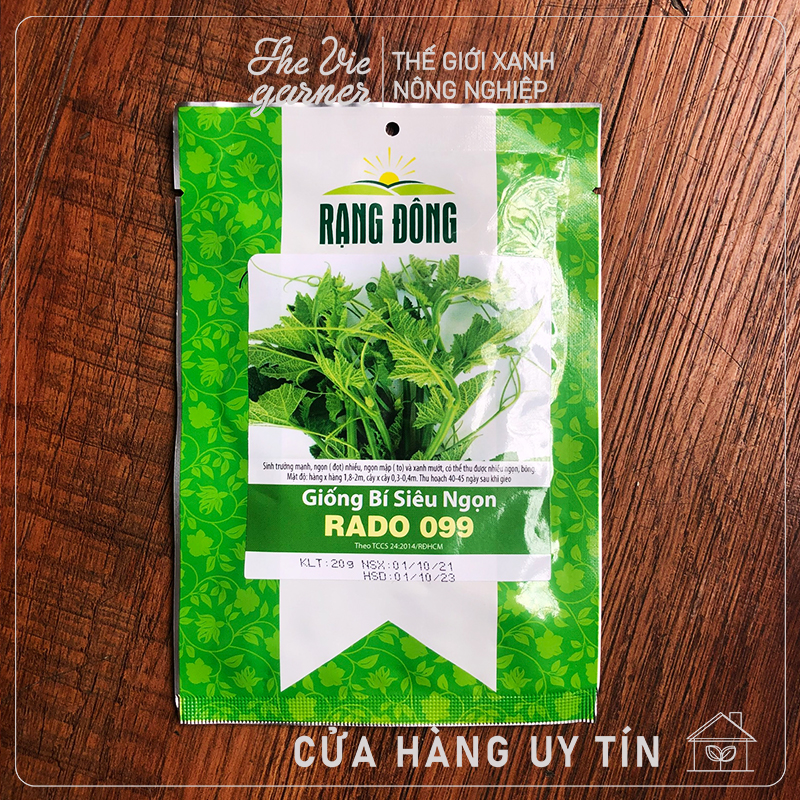 The Vie
garner
THẾ GIỚI XANH
NÔNG NGHIỆP
RẠNG ĐÔNG
Sinh trưởng mạnh, ngọn ( đọt) nhiều, ngọn mập ( to) và xanh mướt, có thể thu được nhiều ngọn, bông.
Mật độ: hàng x hàng 1,8-2m, cây x cây 0,3-0,4m. Thu hoạch 40-45 ngày sau khi gieo
Giống Bí Siêu Ngọn
RADO 099
Theo TCCS 24:2014/RĐHCM
KLT:20g NSX:01/10/21
HSD:01/10/23
CỬA HÀNG UY TÍN